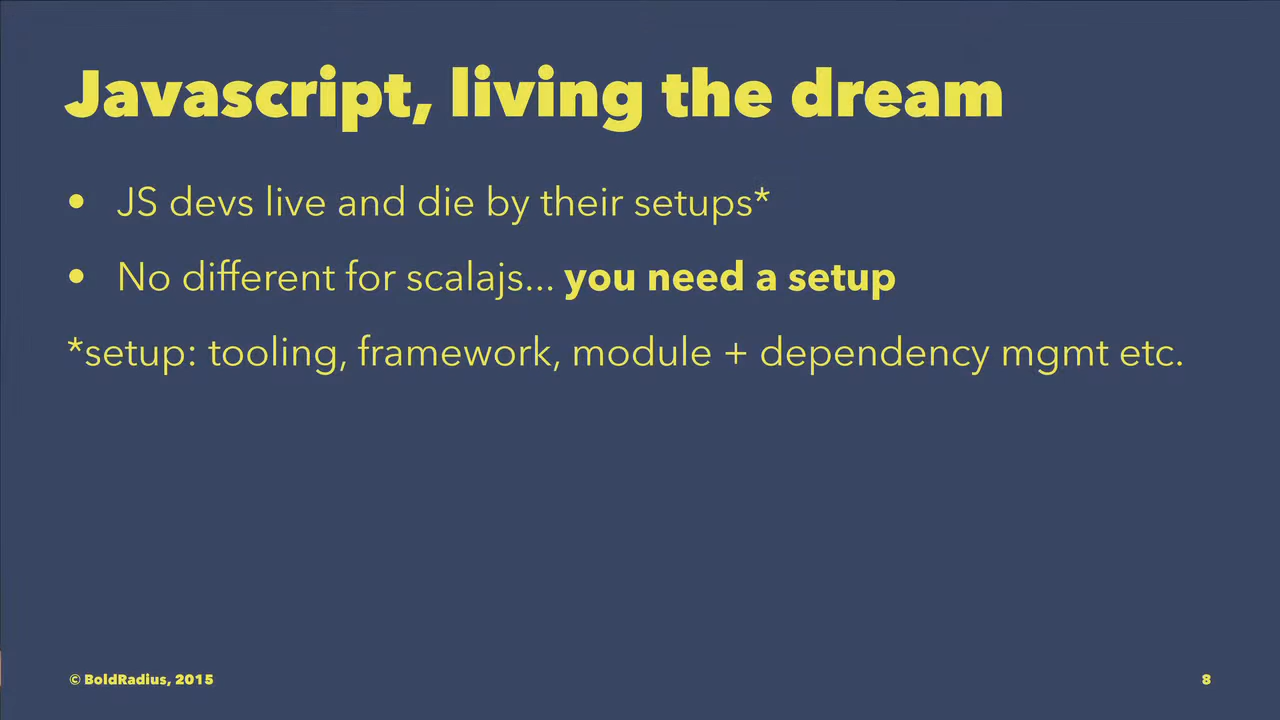 Javascript, living the dream
• JS devs live and die by their setups*
• No different for scalajs... you need a setup
*setup: tooling, framework, module + dependency mgmt etc.
© BoldRadius, 2015
8